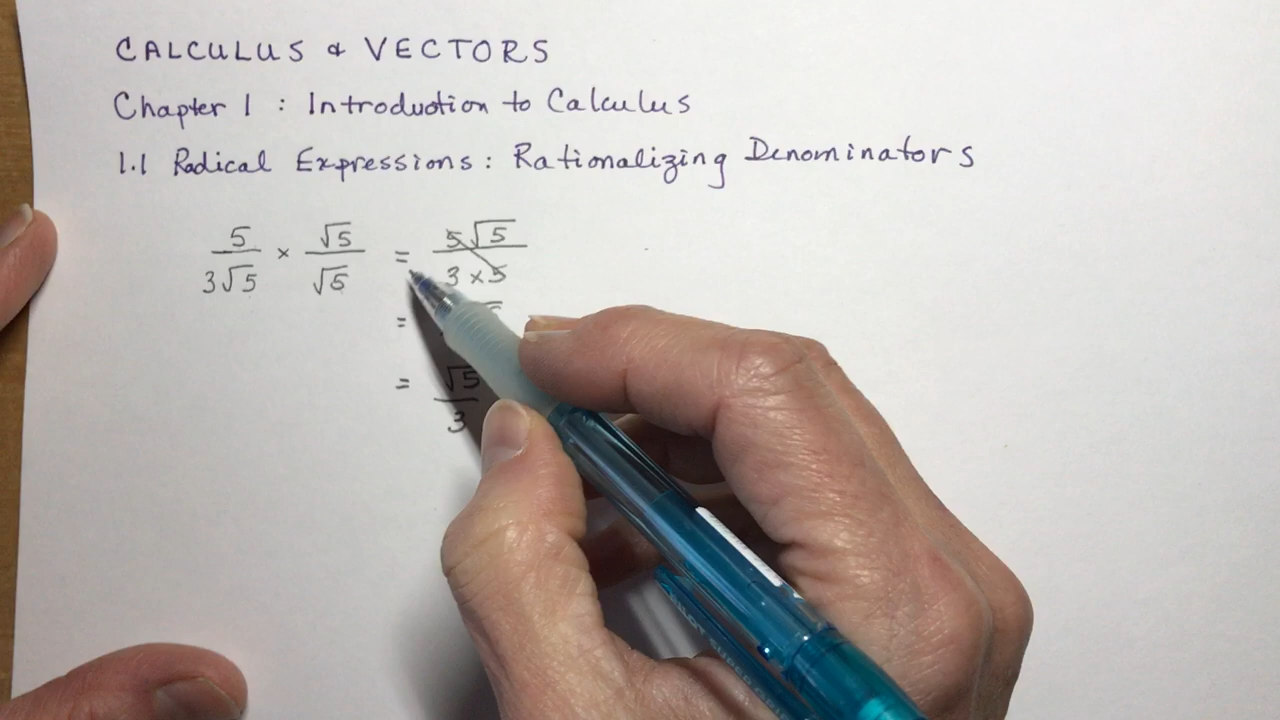 CALCULUS & VECTORS
Chapter 1 : Introduction to Calculus
1.1 Radical Expressions: Rationalizing Denominators
5/3√5 × √5/√5 = 5√5/3×5
=
= √5/3